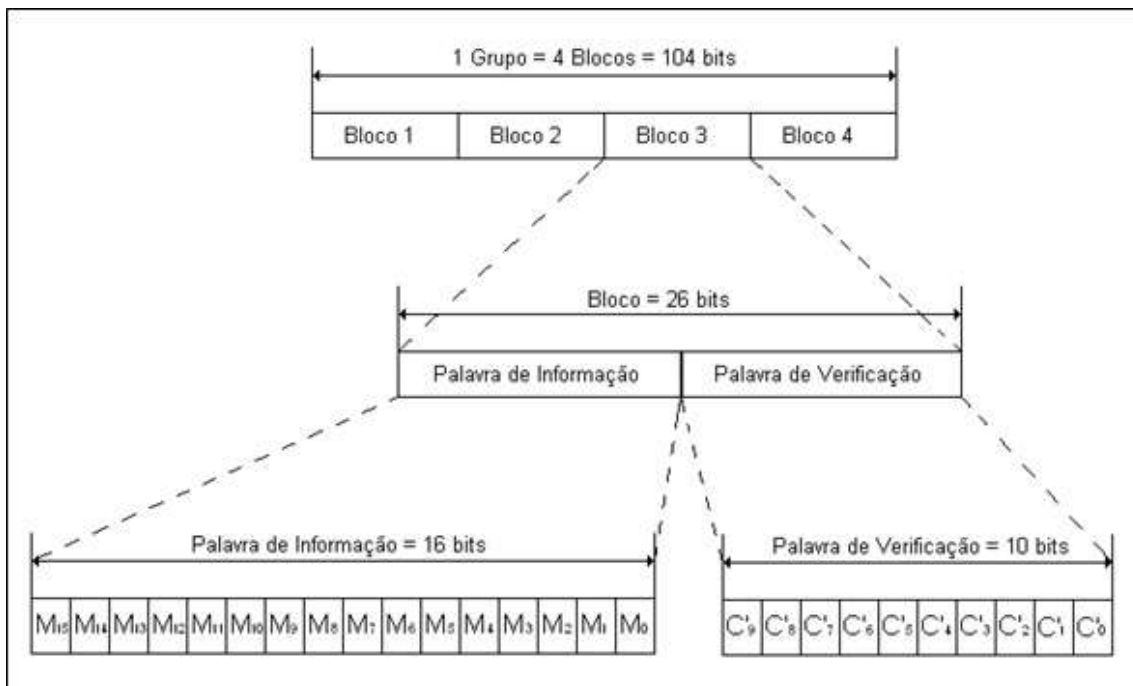 1 Grupo = 4 Blocos = 104 bits
Bloco 1 Bloco 2 Bloco 3 Bloco 4
Bloco = 26 bits
Palavra de Informação Palavra de Verificação
Palavra de Informação = 16 bits Palavra de Verificação = 10 bits
M₁₅ M₁₄ M₁₃ M₁₂ M₁₁ M₁₀ M₉ M₈ M₇ M₆ M₅ M₄ M₃ M₂ M₁ M₀ C'₉ C'₈ C'₇ C'₆ C'₅ C'₄ C'₃ C'₂ C'₁ C'₀